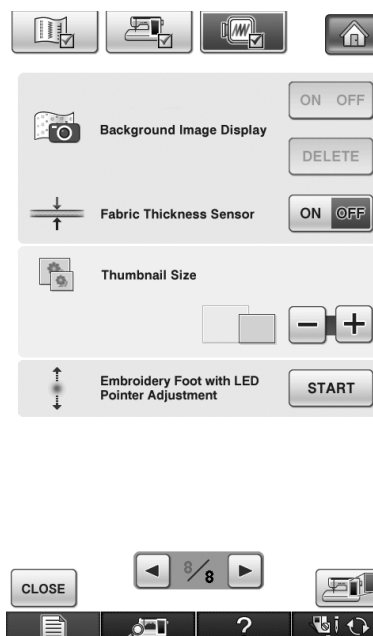 ON OFF
Background Image Display
DELETE
Fabric Thickness Sensor
ON OFF
Thumbnail Size
− +
Embroidery Foot with LED
Pointer Adjustment
START
8/8
CLOSE
?
i